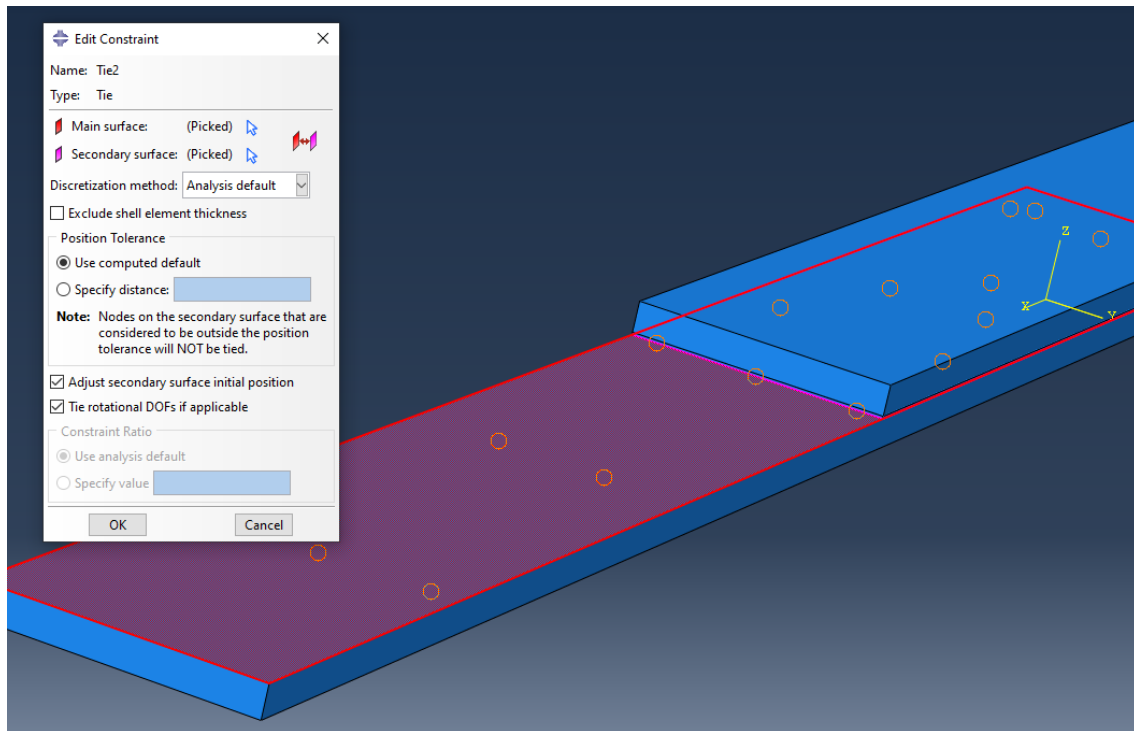 Edit Constraint
Name: Tie2
Type: Tie
Main surface: (Picked)
Secondary surface: (Picked)
Discretization method: Analysis default
Exclude shell element thickness
Position Tolerance
Use computed default
Specify distance:
Note: Nodes on the secondary surface that are
considered to be outside the position
tolerance will NOT be tied.
Adjust secondary surface initial position
Tie rotational DOFs if applicable
Constraint Ratio
Use analysis default
Specify value
OK Cancel
Z
X
Y